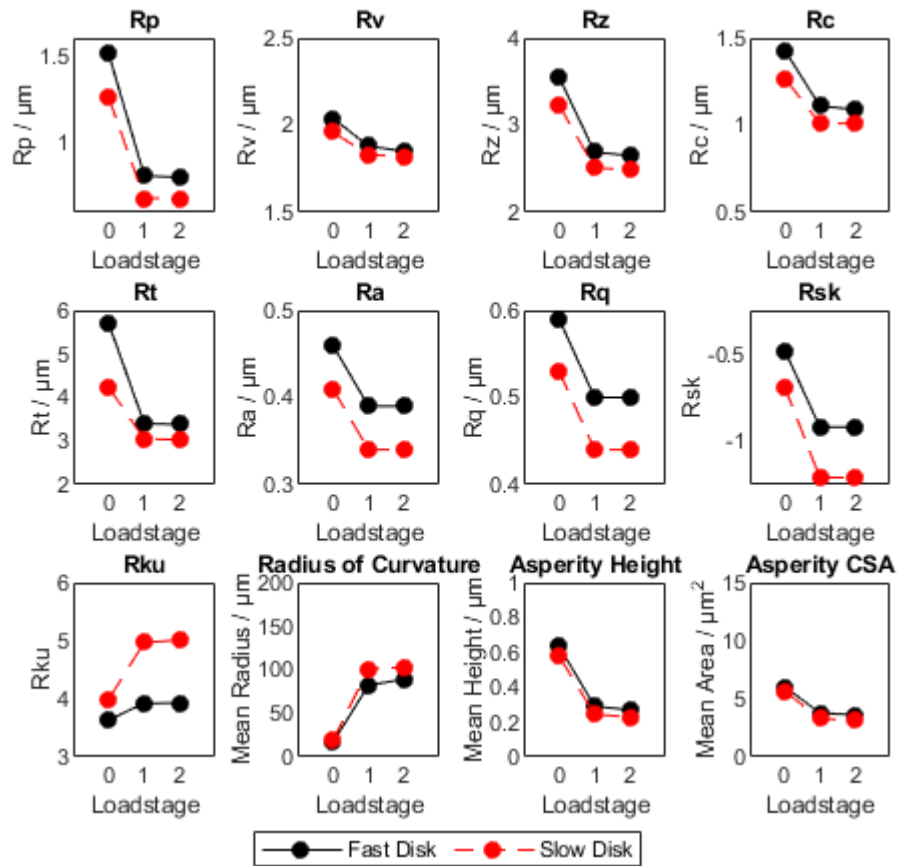 Rp Rv Rz Rc
Rp / μm
1.5
1
0 1 2
Loadstage
Rv / μm
2.5
2
1.5
0 1 2
Loadstage
Rz / μm
4
3
2
0 1 2
Loadstage
Rc / μm
1.5
1
0.5
0 1 2
Loadstage
Rt Ra Rq Rsk
Rt / μm
6
5
4
3
2
0 1 2
Loadstage
Ra / μm
0.5
0.4
0.3
0 1 2
Loadstage
Rq / μm
0.6
0.5
0.4
0 1 2
Loadstage
Rsk
-0.5
-1
0 1 2
Loadstage
Rku Radius of Curvature Asperity Height Asperity CSA
Rku
6
5
4
3
0 1 2
Loadstage
Mean Radius / μm
200
150
100
50
0
0 1 2
Loadstage
Mean Height / μm
1
0.8
0.6
0.4
0.2
0
0 1 2
Loadstage
Mean Area / μm²
15
10
5
0
0 1 2
Loadstage
Fast Disk Slow Disk